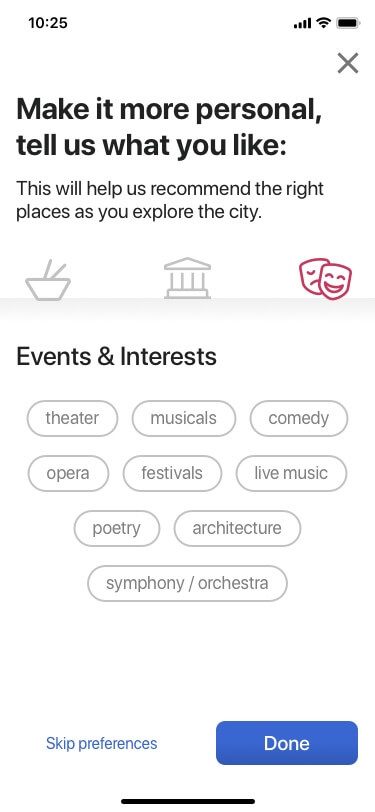 10:25
Make it more personal,
tell us what you like:
This will help us recommend the right
places as you explore the city.
Events & Interests
theater musicals comedy
opera festivals live music
poetry architecture
symphony / orchestra
Skip preferences Done